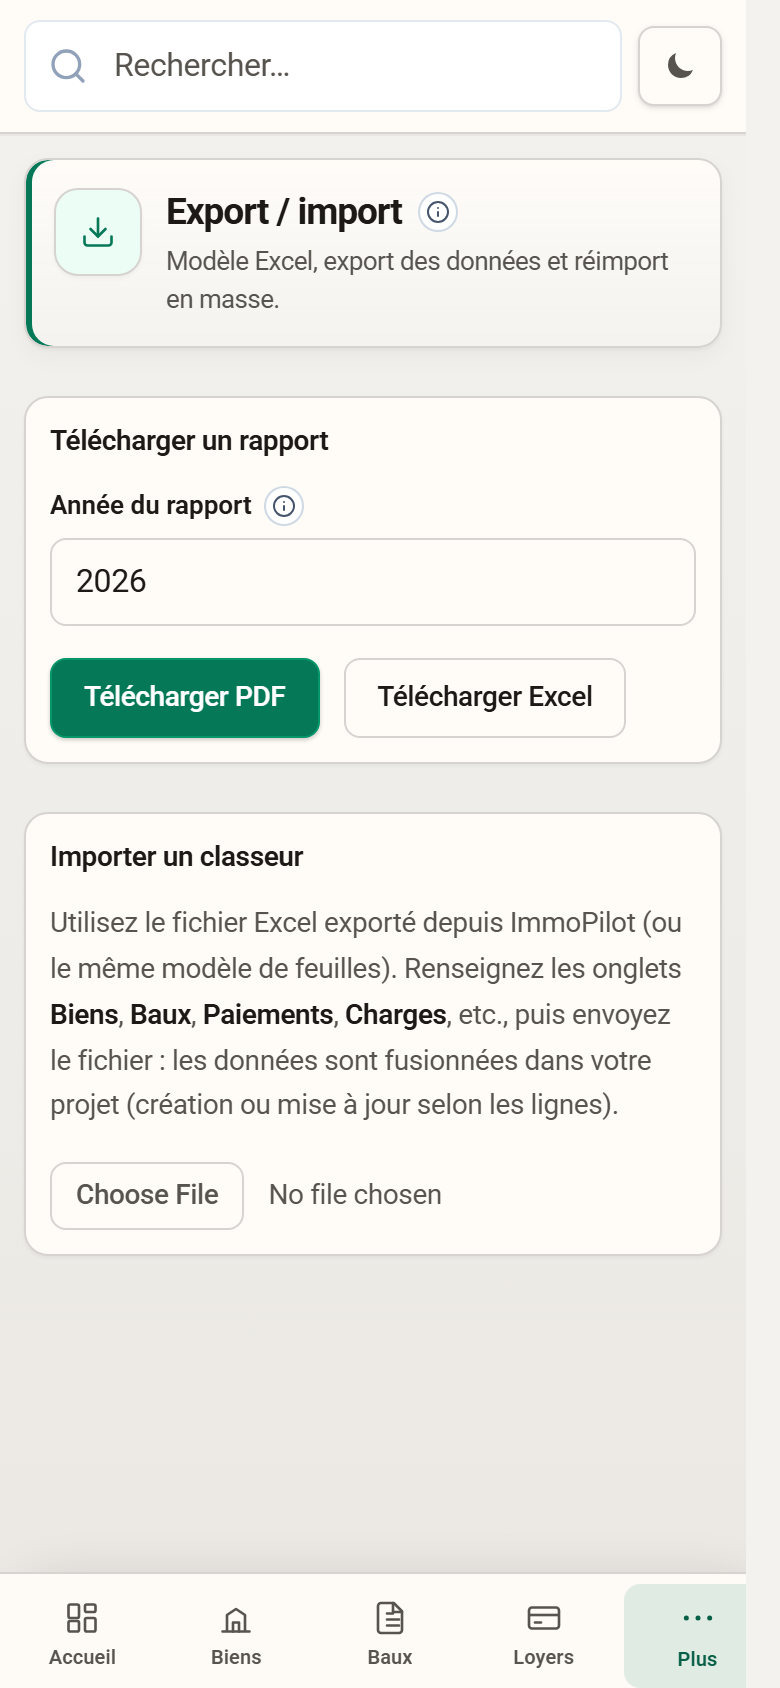 Rechercher...
Export / import
Modèle Excel, export des données et réimport
en masse.
Télécharger un rapport
Année du rapport
2026
Télécharger PDF
Télécharger Excel
Importer un classeur
Utilisez le fichier Excel exporté depuis ImmoPilot (ou
le même modèle de feuilles). Renseignez les onglets
Biens, Baux, Paiements, Charges, etc., puis envoyez
le fichier : les données sont fusionnées dans votre
projet (création ou mise à jour selon les lignes).
Choose File
No file chosen
Accueil
Biens
Baux
Loyers
Plus